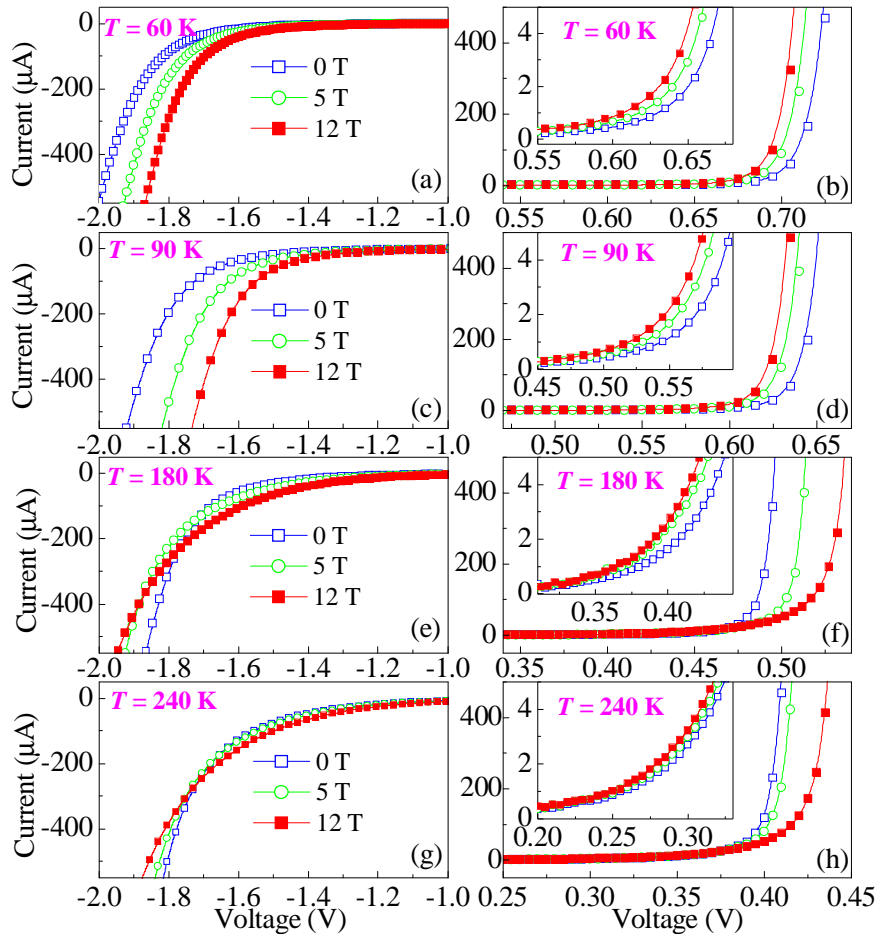 0
-200
-400
Current (μA)
T = 60 K
0 T
5 T
12 T
(a)
-2.0 -1.8 -1.6 -1.4 -1.2 -1.0
400
200
0
T = 60 K
4
2
0
0.55 0.60 0.65
(b)
0.55 0.60 0.65 0.70
0
-200
-400
Current (μA)
T = 90 K
0 T
5 T
12 T
(c)
-2.0 -1.8 -1.6 -1.4 -1.2 -1.0
400
200
0
T = 90 K
4
2
0
0.45 0.50 0.55
(d)
0.50 0.55 0.60 0.65
0
-200
-400
Current (μA)
T = 180 K
0 T
5 T
12 T
(e)
-2.0 -1.8 -1.6 -1.4 -1.2 -1.0
400
200
0
T = 180 K
4
2
0
0.35 0.40
(f)
0.34 0.40 0.45 0.50
0
-200
-400
Current (μA)
T = 240 K
0 T
5 T
12 T
(g)
-2.0 -1.8 -1.6 -1.4 -1.2 -1.0
Voltage (V)
400
200
0
T = 240 K
4
2
0
0.20 0.25 0.30
(h)
0.25 0.30 0.35 0.40 0.45
Voltage (V)